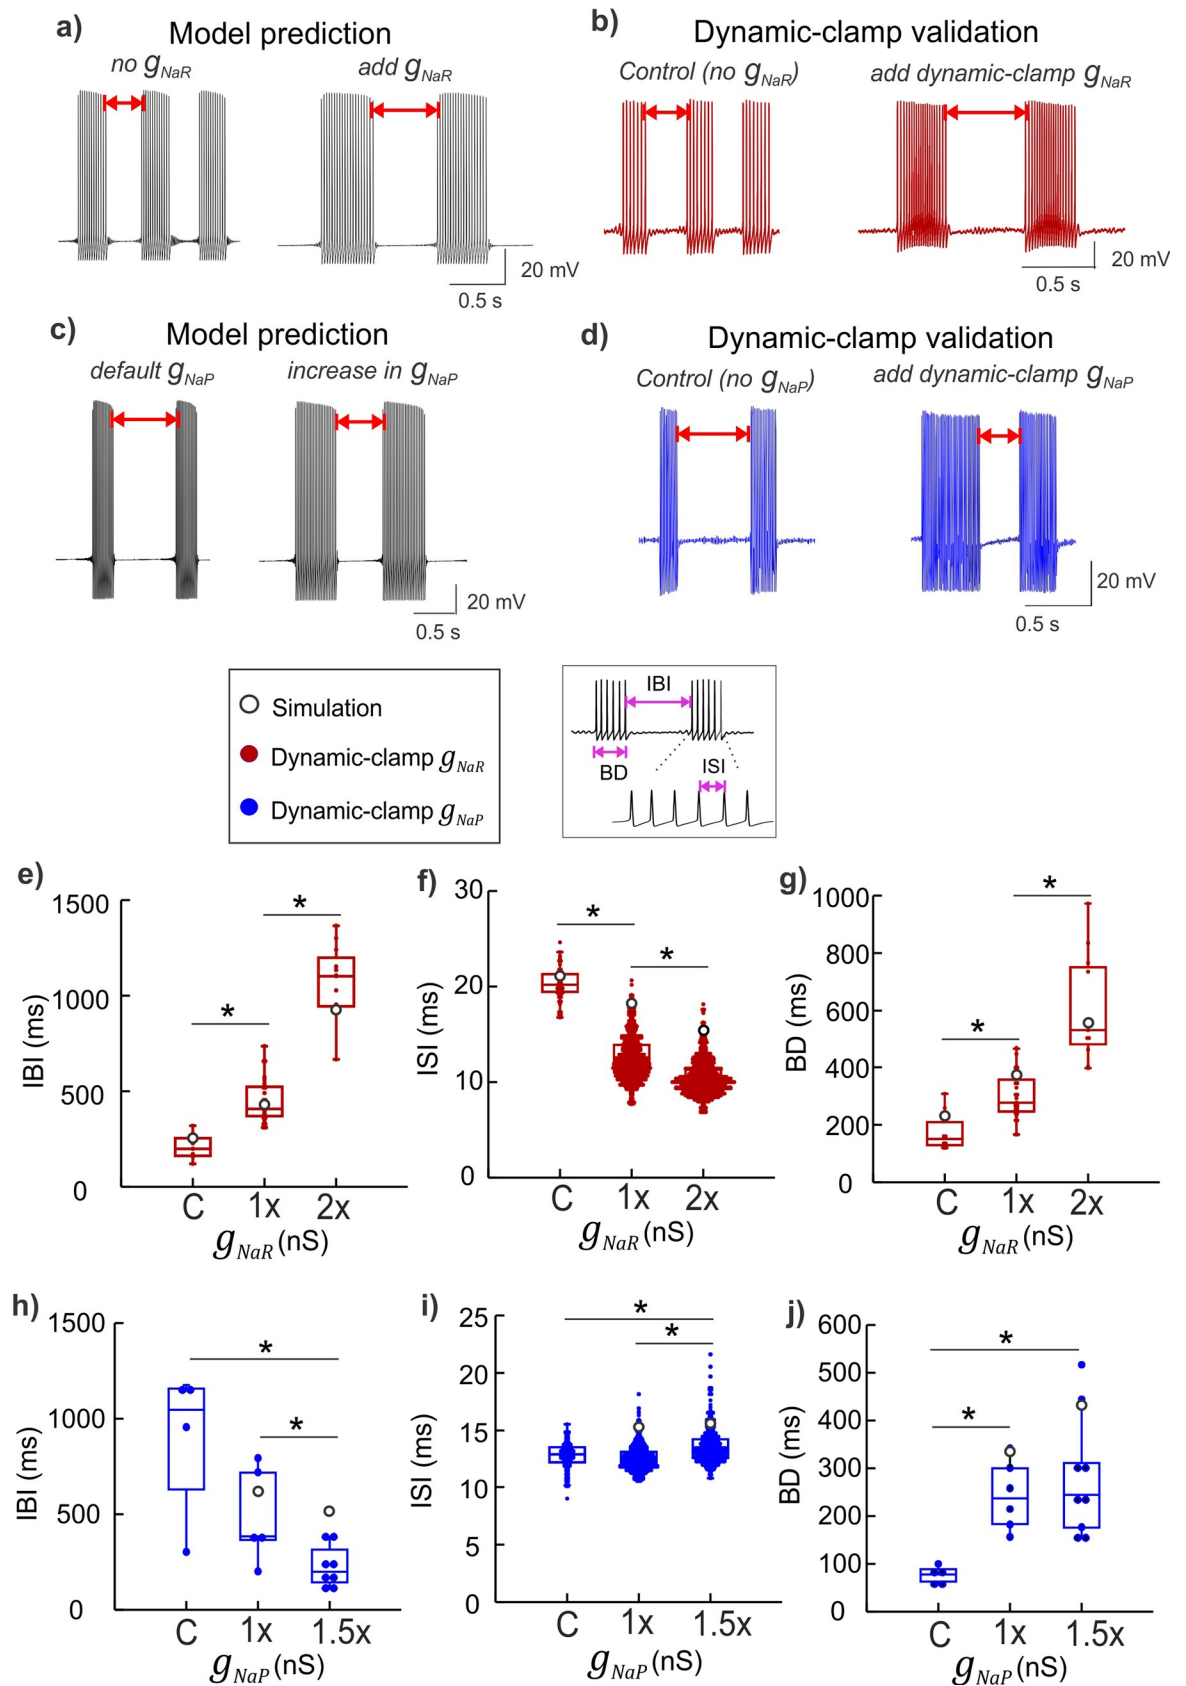 a)
Model prediction
no gNaR
add gNaR
20 mV
0.5 s
b)
Dynamic-clamp validation
Control (no gNaR)
add dynamic-clamp gNaR
20 mV
0.5 s
c)
Model prediction
default gNaP
increase in gNaP
20 mV
0.5 s
d)
Dynamic-clamp validation
Control (no gNaP)
add dynamic-clamp gNaP
20 mV
0.5 s
Simulation
Dynamic-clamp gNaR
Dynamic-clamp gNaP
IBI
BD
ISI
e)
IBI (ms)
1500
1000
500
0
*
*
C 1x 2x
gNaR (nS)
f)
ISI (ms)
30
20
10
0
*
*
C 1x 2x
gNaR (nS)
g)
BD (ms)
1000
800
600
400
200
0
*
*
C 1x 2x
gNaR (nS)
h)
IBI (ms)
1500
1000
500
0
*
*
C 1x 1.5x
gNaP (nS)
i)
ISI (ms)
25
20
15
10
5
0
*
*
C 1x 1.5x
gNaP (nS)
j)
BD (ms)
600
500
400
300
200
100
0
*
*
C 1x 1.5x
gNaP (nS)